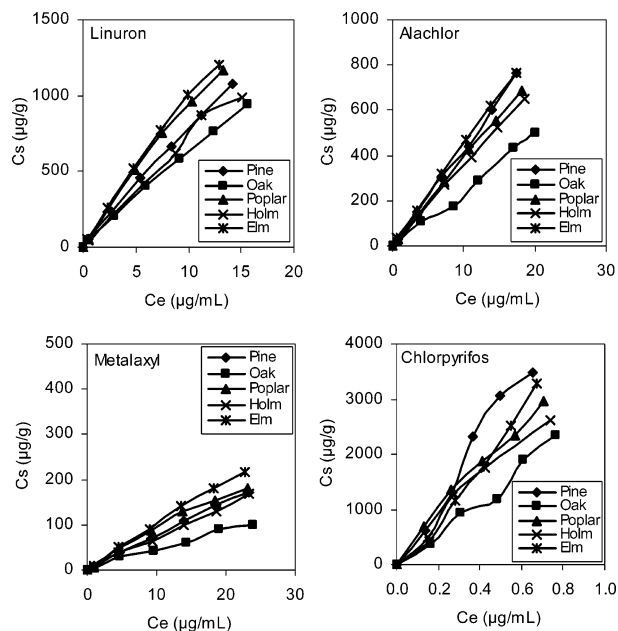 Linuron
1500
1000
500
0
Cs (µg/g)
0 5 10 15 20
Ce (µg/mL)
Pine
Oak
Poplar
Holm
Elm
Alachlor
1000
800
600
400
200
0
Cs (µg/g)
0 10 20 30
Ce (µg/mL)
Pine
Oak
Poplar
Holm
Elm
Metalaxyl
500
400
300
200
100
0
Cs (µg/g)
0 10 20 30
Ce (µg/mL)
Pine
Oak
Poplar
Holm
Elm
Chlorpyrifos
4000
3000
2000
1000
0
Cs (µg/g)
0.0 0.2 0.4 0.6 0.8 1.0
Ce (µg/mL)
Pine
Oak
Poplar
Holm
Elm